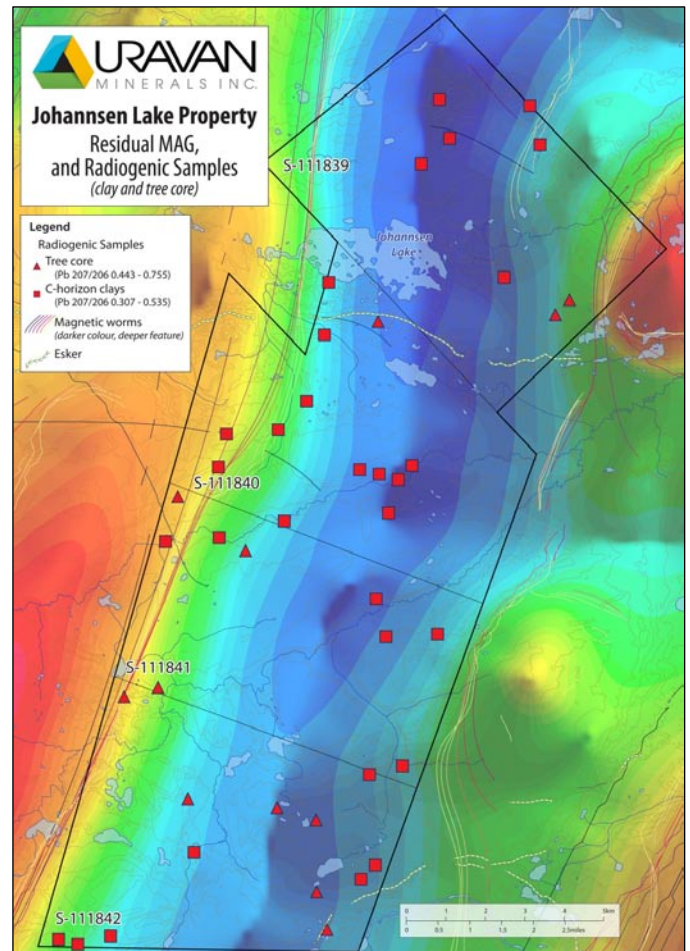 URAVAN
MINERALS INC.
Johannsen Lake Property
Residual MAG,
and Radiogenic Samples
(clay and tree core)
Legend
Radiogenic Samples
Tree core
(Pb 207/206 0.443 - 0.755)
C-horizon clays
(Pb 207/206 0.307 - 0.535)
Magnetic worms
(darker colour, deeper feature)
Esker
S-111839
Johannsen
Lake
S-111840
S-111841
S-111842
0 1 2 3 4 5km
0 0.5 1 1.5 2 2.5miles